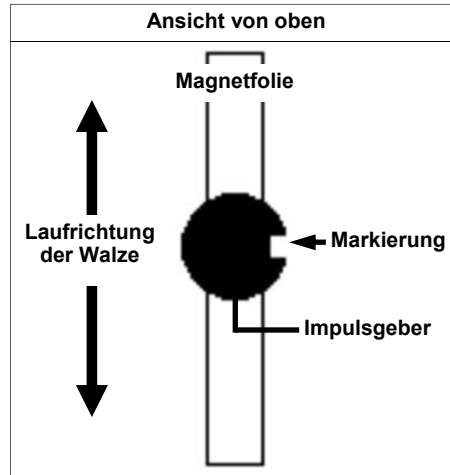 Ansicht von oben
Magnetfolie
Laufrichtung
der Walze
Markierung
Impulsgeber